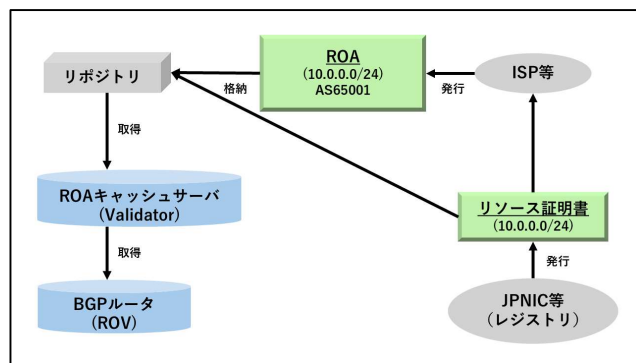 リポジトリ
ROA
(10.0.0.0/24)
AS65001
ISP等
格納
発行
取得
ROAキャッシュサーバ
(Validator)
リソース証明書
(10.0.0.0/24)
取得
発行
BGPルータ
(ROV)
JPNIC等
(レジストリ)